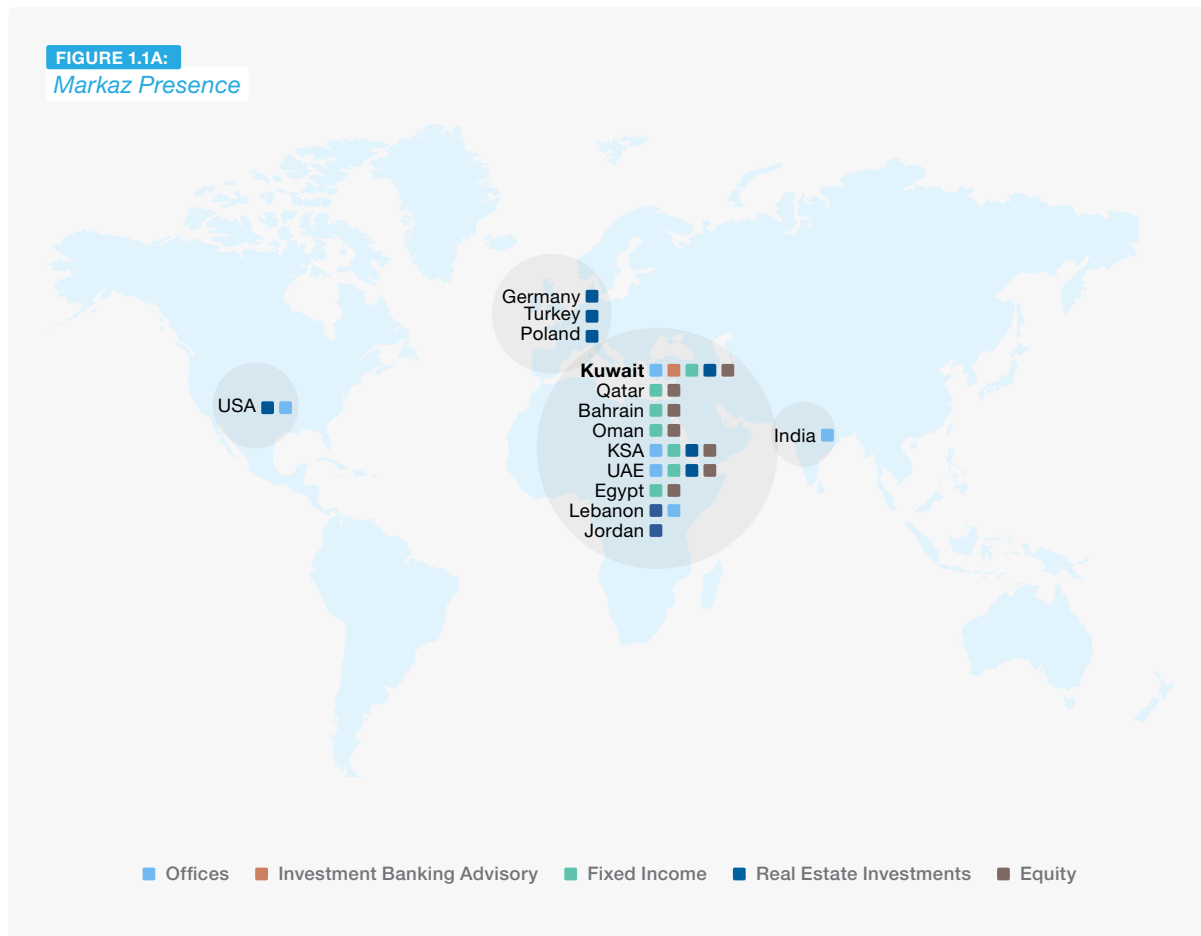 FIGURE 1.1A:
Markaz Presence
Germany
Turkey
Poland
Kuwait
Qatar
Bahrain
Oman
KSA
UAE
Egypt
Lebanon
Jordan
USA
India
Offices Investment Banking Advisory Fixed Income Real Estate Investments Equity